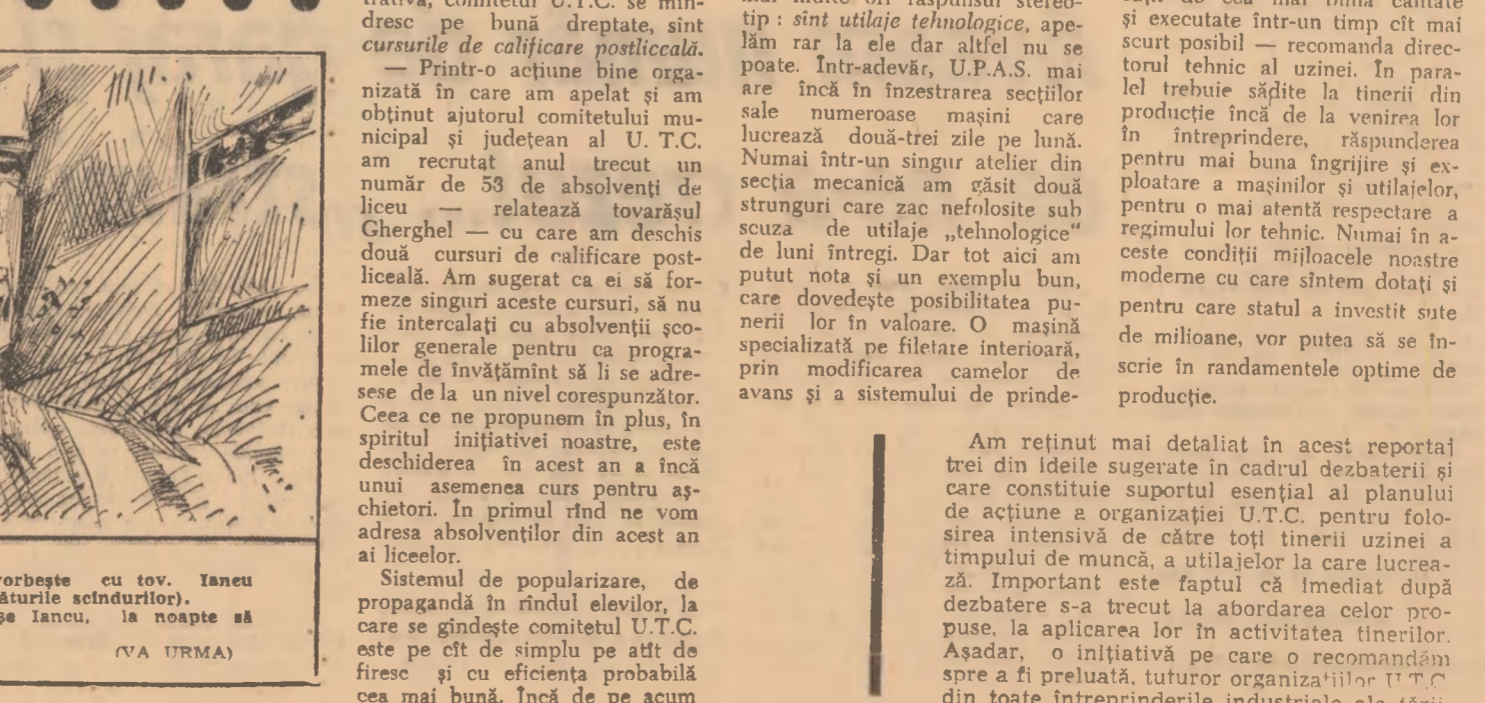 vorbește cu tov. Iancu
scîndurilor).
Iancu, la noapte să
(VA URMA)
comitetul U.T.C. se mîn-
dresc pe bună dreptate, sînt
cursurile de calificare postliceală.
— Printr-o acțiune bine orga-
nizată în care am apelat și am
obținut ajutorul comitetului mu-
nicipal și județean al U. T.C.
am recrutat anul trecut un
număr de 53 de absolvenți de
liceu — relatează tovarășul
Gherghel — cu care am deschis
două cursuri de calificare post-
liceală. Am sugerat ca ei să for-
meze singuri aceste cursuri, să nu
fie intercalați cu absolvenții șco-
lilor generale pentru ca progra-
mele de învățămînt să li se adre-
sese de la un nivel corespunzător.
Ceea ce ne propunem în plus, în
spiritul inițiativei noastre, este
deschiderea în acest an a încă
unui asemenea curs pentru aș-
chietori. În primul rînd ne vom
adresa absolvenților din acest an
ai liceelor.
Sistemul de popularizare, de
propagandă în rîndul elevilor, la
care se gîndește comitetul U.T.C.
este pe cît de simplu pe atît de
firesc și cu eficiența probabilă
cea mai bună. Încă de pe acum
mai multe ori răspunsul stereo-
tip : sînt utilaje tehnologice, ape-
lăm rar la ele dar altfel nu se
poate. Într-adevăr, U.P.A.S. mai
are încă în înzestrarea secțiilor
sale numeroase mașini care
lucrează două-trei zile pe lună.
Numai într-un singur atelier din
secția mecanică am găsit două
strunguri care zac nefolosite sub
scuza de utilaje „tehnologice“
de luni întregi. Dar tot aici am
putut nota și un exemplu bun,
care dovedește posibilitatea pu-
nerii lor în valoare. O mașină
specializată pe filetare interioară,
prin modificarea camelor de
avans și a sistemului de prinde-
de cea mai bună calitate
și executate într-un timp cît mai
scurt posibil — recomanda direc-
torul tehnic al uzinei. În para-
lel trebuie sădite la tinerii din
producție încă de la venirea lor
în întreprindere, răspunderea
pentru mai buna îngrijire și ex-
ploatare a mașinilor și utilajelor,
pentru o mai atentă respectare a
regimului lor tehnic. Numai în a-
ceste condiții mijloacele noastre
moderne cu care sîntem dotați și
pentru care statul a investit sute
de milioane, vor putea să se în-
scrie în randamentele optime de
producție.
Am reținut mai detaliat în acest reportaj
trei din ideile sugerate în cadrul dezbaterii și
care constituie suportul esențial al planului
de acțiune a organizației U.T.C. pentru folo-
sirea intensivă de către toți tinerii uzinei a
timpului de muncă, a utilajelor la care lucrea-
ză. Important este faptul că imediat după
dezbatere s-a trecut la abordarea celor pro-
puse, la aplicarea lor în activitatea tinerilor.
Așadar, o inițiativă pe care o recomandăm
spre a fi preluată, tuturor organizațiilor U.T.C.
din toate întreprinderile industriale ale țării.